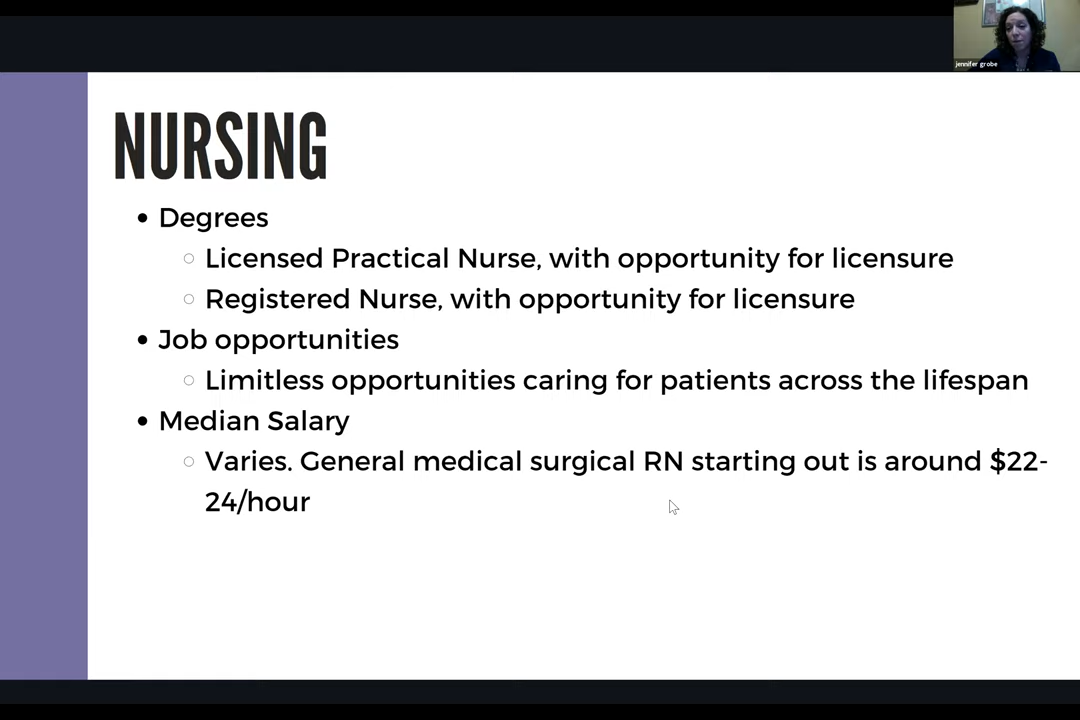 jennifer grobe
NURSING
• Degrees
○ Licensed Practical Nurse, with opportunity for licensure
○ Registered Nurse, with opportunity for licensure
• Job opportunities
○ Limitless opportunities caring for patients across the lifespan
• Median Salary
○ Varies. General medical surgical RN starting out is around $22-
24/hour